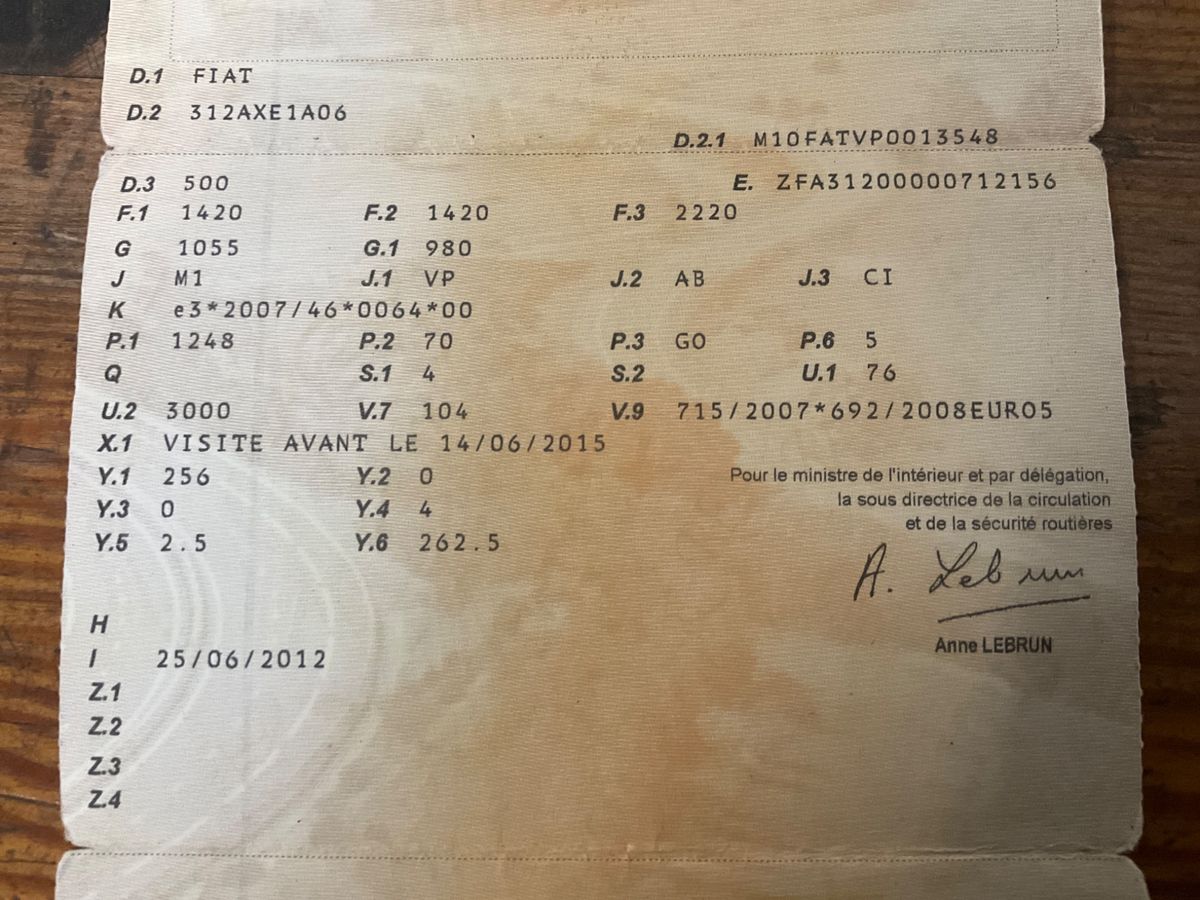 D.1 FIAT
D.2 312AXE1A06
D.2.1 M10FATVP0013548
D.3 500 E. ZFA31200000712156
F.1 1420 F.2 1420 F.3 2220
G 1055 G.1 980
J M1 J.1 VP J.2 AB J.3 CI
K e3*2007/46*0064*00
P.1 1248 P.2 70 P.3 GO P.6 5
Q S.1 4 S.2 U.1 76
U.2 3000 V.7 104 V.9 715/2007*692/2008EURO5
X.1 VISITE AVANT LE 14/06/2015
Y.1 256 Y.2 0
Y.3 0 Y.4 4
Y.5 2.5 Y.6 262.5
Pour le ministre de l'intérieur et par délégation,
la sous directrice de la circulation
et de la sécurité routières
A. Lebrun
Anne LEBRUN
H
I 25/06/2012
Z.1
Z.2
Z.3
Z.4